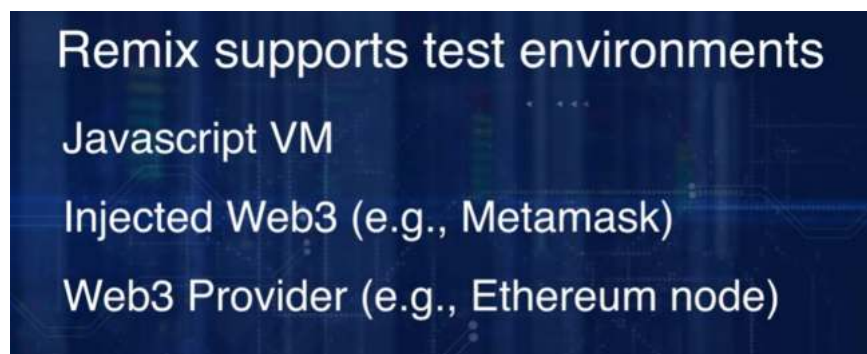 Remix supports test environments
Javascript VM
Injected Web3 (e.g., Metamask)
Web3 Provider (e.g., Ethereum node)